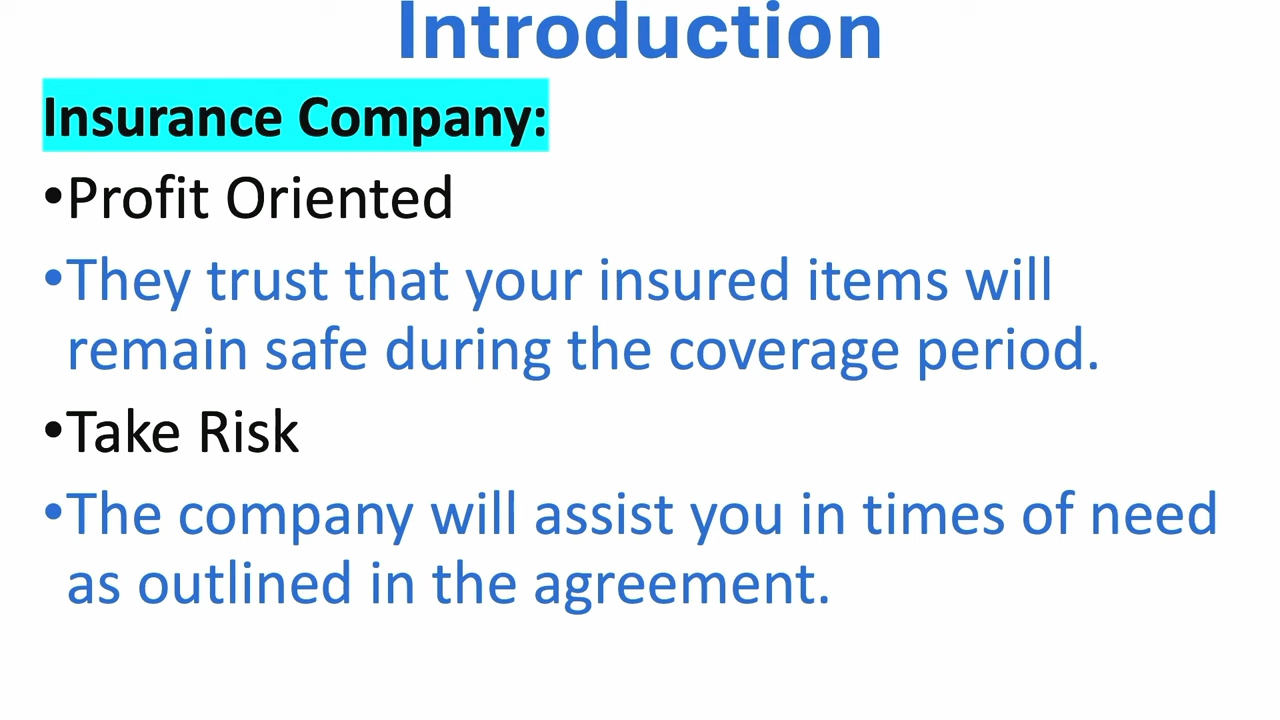 Introduction
Insurance Company:
•Profit Oriented
•They trust that your insured items will
remain safe during the coverage period.
•Take Risk
•The company will assist you in times of need
as outlined in the agreement.